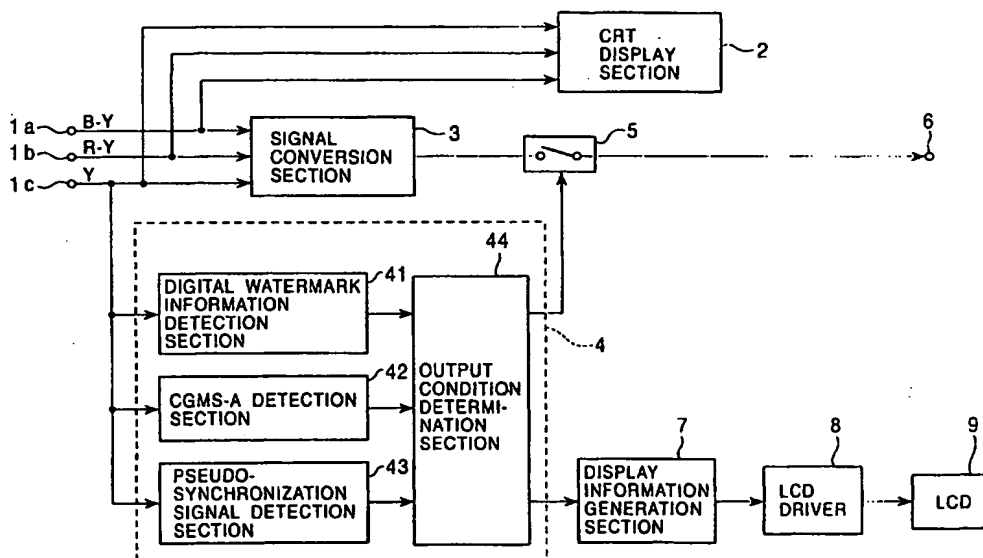 CRT
DISPLAY
SECTION
2
1a
B-Y
1b
R-Y
1c
Y
SIGNAL
CONVERSION
SECTION
3
5
6
DIGITAL WATERMARK
INFORMATION
DETECTION
SECTION
41
CGMS-A DETECTION
SECTION
42
PSEUDO-
SYNCHRONIZATION
SIGNAL DETECTION
SECTION
43
44
OUTPUT
CONDITION
DETERMI-
NATION
SECTION
4
7
DISPLAY
INFORMATION
GENERATION
SECTION
8
LCD
DRIVER
9
LCD